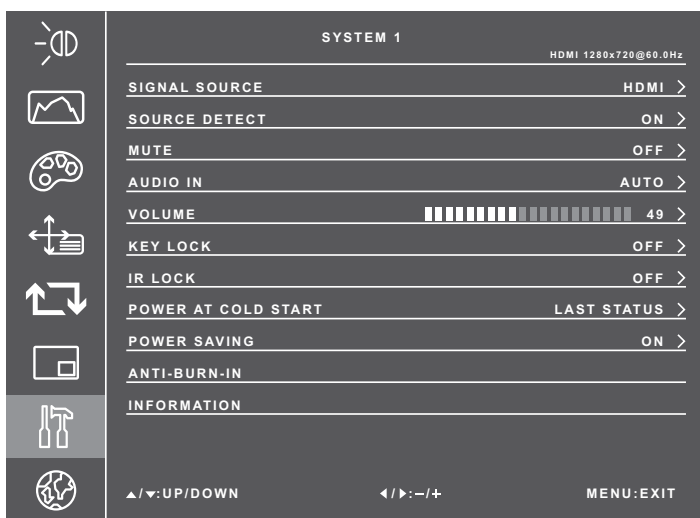 SYSTEM 1
HDMI 1280x720@60.0Hz
SIGNAL SOURCE HDMI >
SOURCE DETECT ON >
MUTE OFF >
AUDIO IN AUTO >
VOLUME 49 >
KEY LOCK OFF >
IR LOCK OFF >
POWER AT COLD START LAST STATUS >
POWER SAVING ON >
ANTI-BURN-IN
INFORMATION
▲/▼:UP/DOWN ◀/▶:−/+ MENU:EXIT